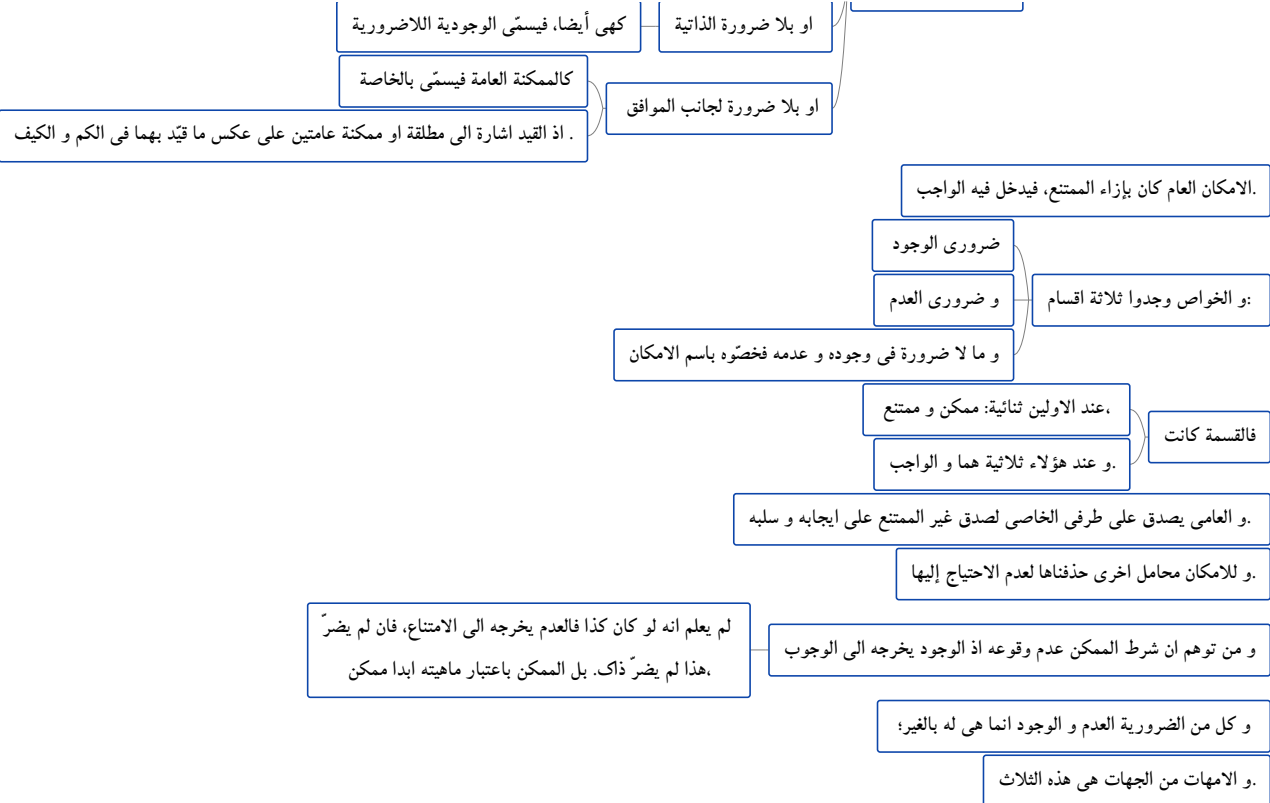 او بلا ضرورة الذاتية
كهى أيضا، فيسمّى الوجودية اللاضرورية
او بلا ضرورة لجانب الموافق
كالممكنة العامة فيسمّى بالخاصة
. اذ القيد اشارة الى مطلقة او ممكنة عامتين على عكس ما قيّد بهما فى الكم و الكيف
.الامكان العام كان بإزاء الممتنع، فيدخل فيه الواجب
:و الخواص وجدوا ثلاثة اقسام
ضرورى الوجود
و ضرورى العدم
و ما لا ضرورة فى وجوده و عدمه فخصّوه باسم الامكان
فالقسمة كانت
،عند الاولين ثنائية: ممكن و ممتنع
.و عند هؤلاء ثلاثية هما و الواجب
.و العامى يصدق على طرفى الخاصى لصدق غير الممتنع على ايجابه و سلبه
.و للامكان محامل اخرى حذفناها لعدم الاحتياج إليها
و من توهم ان شرط الممكن عدم وقوعه اذ الوجود يخرجه الى الوجوب
لم يعلم انه لو كان كذا فالعدم يخرجه الى الامتناع، فان لم يضرّ
،هذا لم يضرّ ذاك. بل الممكن باعتبار ماهيته ابدا ممكن
و كل من الضرورية العدم و الوجود انما هى له بالغير؛
.و الامهات من الجهات هى هذه الثلاث